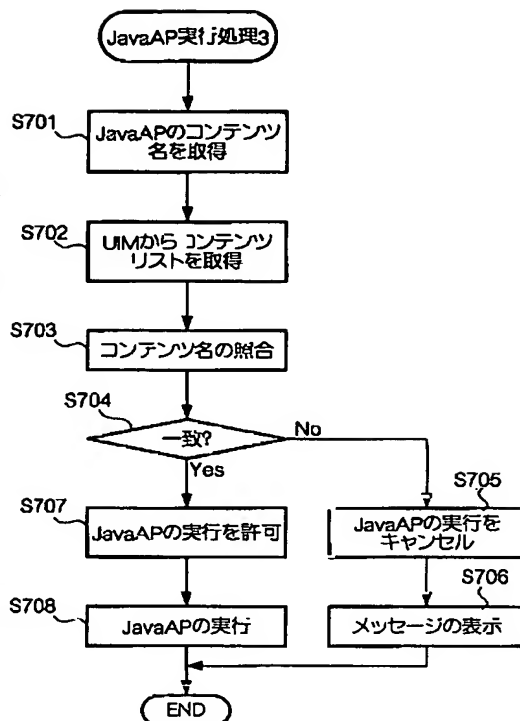 JavaAP実行処理3
S701
JavaAPのコンテンツ
名を取得
S702
UIMからコンテンツ
リストを取得
S703
コンテンツ名の照合
S704
一致?
No
Yes
S705
JavaAPの実行を
キャンセル
S707
JavaAPの実行を許可
S706
メッセージの表示
S708
JavaAPの実行
END